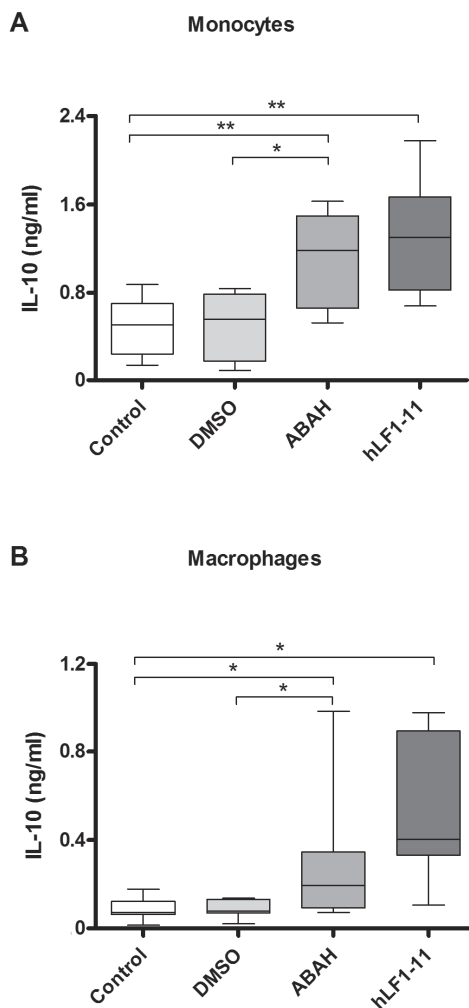 A
Monocytes
**
**
*
2.4
1.6
0.8
0
IL-10 (ng/ml)
Control
DMSO
ABAH
hLF1-11
B
Macrophages
*
*
*
1.2
0.8
0.4
0
IL-10 (ng/ml)
Control
DMSO
ABAH
hLF1-11